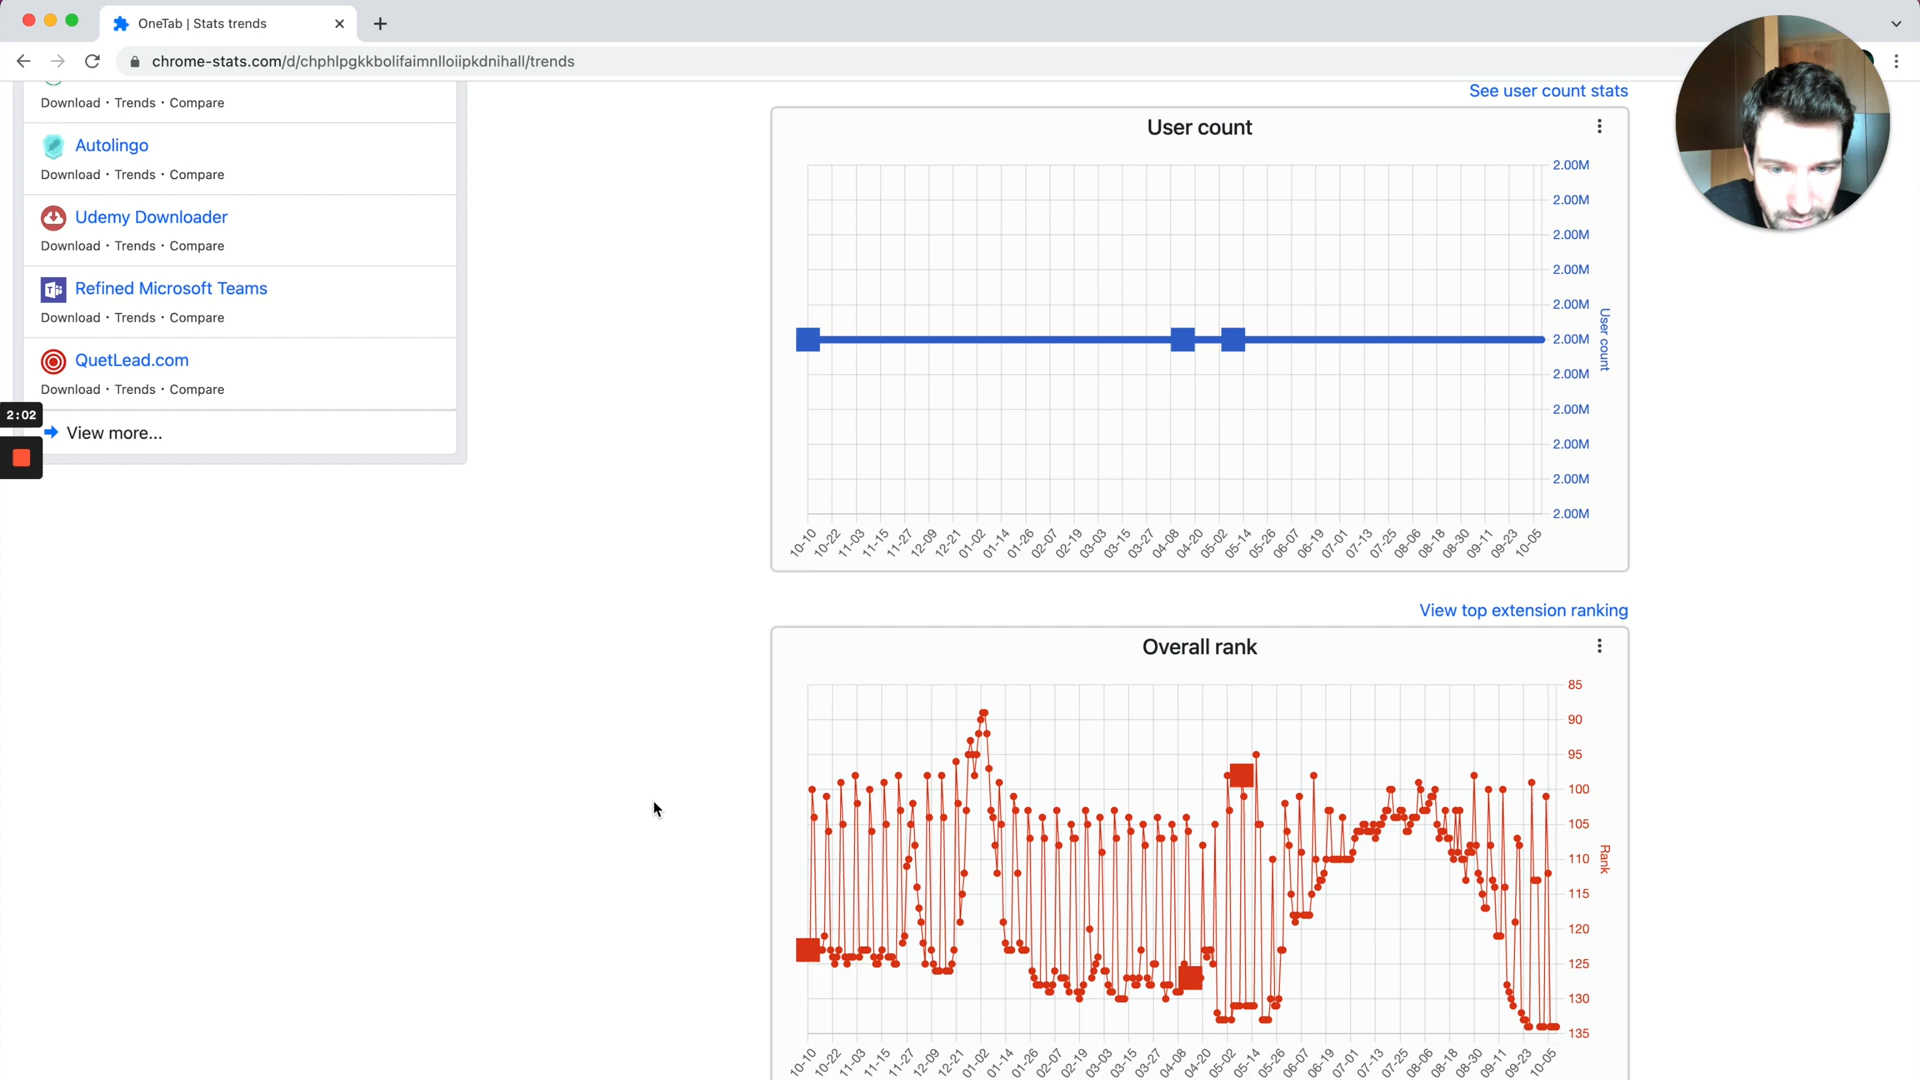 OneTab | Stats trends
chrome-stats.com/d/chphlpgkkbolifaimnlloiipkdnihall/trends
Download · Trends · Compare
Autolingo
Download · Trends · Compare
Udemy Downloader
Download · Trends · Compare
Refined Microsoft Teams
Download · Trends · Compare
QuetLead.com
Download · Trends · Compare
2:02
View more...
See user count stats
User count
2.00M
2.00M
2.00M
2.00M
2.00M
2.00M
2.00M
2.00M
2.00M
2.00M
2.00M
User count
10-10 10-22 11-03 11-15 11-27 12-09 12-21 01-02 01-14 01-26 02-07 02-19 03-03 03-15 03-27 04-08 04-20 05-02 05-14 05-26 06-07 06-19 07-01 07-13 07-25 08-06 08-18 08-30 09-11 09-23 10-05
View top extension ranking
Overall rank
85
90
95
100
105
110
115
120
125
130
135
Rank
10-10 10-22 11-03 11-15 11-27 12-09 12-21 01-02 01-14 01-26 02-07 02-19 03-03 03-15 03-27 04-08 04-20 05-02 05-14 05-26 06-07 06-19 07-01 07-13 07-25 08-06 08-18 08-30 09-11 09-23 10-05